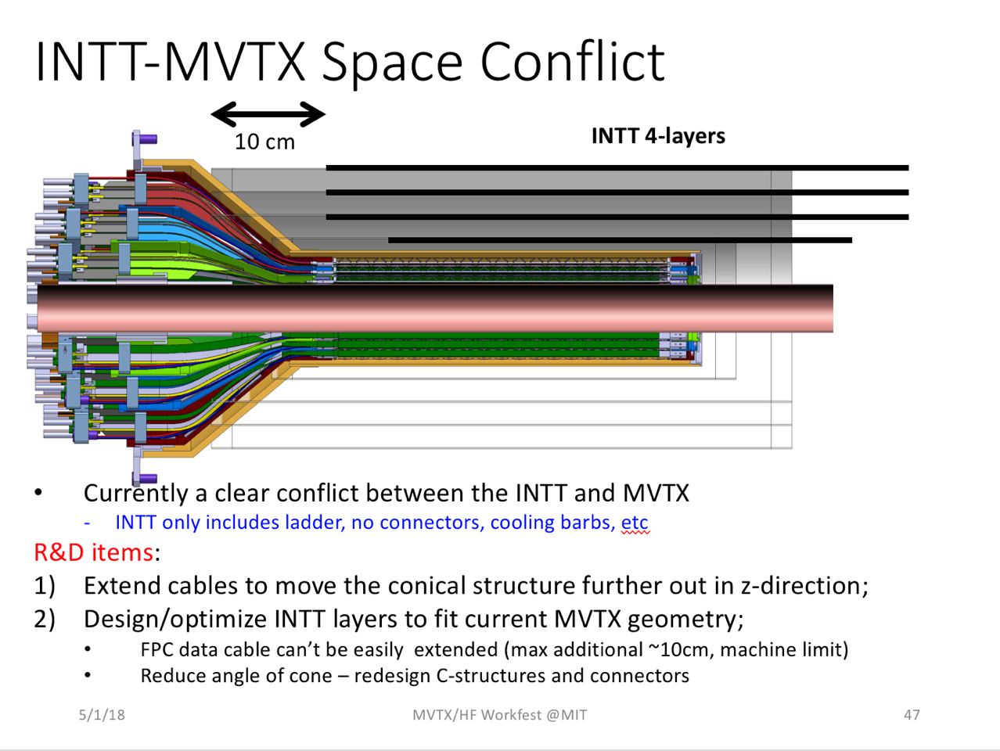 INTT-MVTX Space Conflict
10 cm
INTT 4-layers
• Currently a clear conflict between the INTT and MVTX
- INTT only includes ladder, no connectors, cooling barbs, etc
R&D items:
1) Extend cables to move the conical structure further out in z-direction;
2) Design/optimize INTT layers to fit current MVTX geometry;
• FPC data cable can’t be easily  extended (max additional ~10cm, machine limit)
• Reduce angle of cone – redesign C-structures and connectors
5/1/18
MVTX/HF Workfest @MIT
47